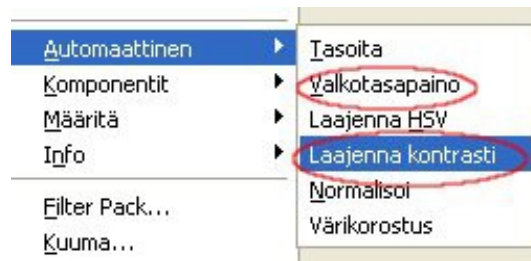 Automaattinen
Komponentit
Määritä
Info
Filter Pack...
Kuuma...
Tasoita
Valkotasapaino
Laajenna HSV
Laajenna kontrasti
Normalisoi
Värikorostus